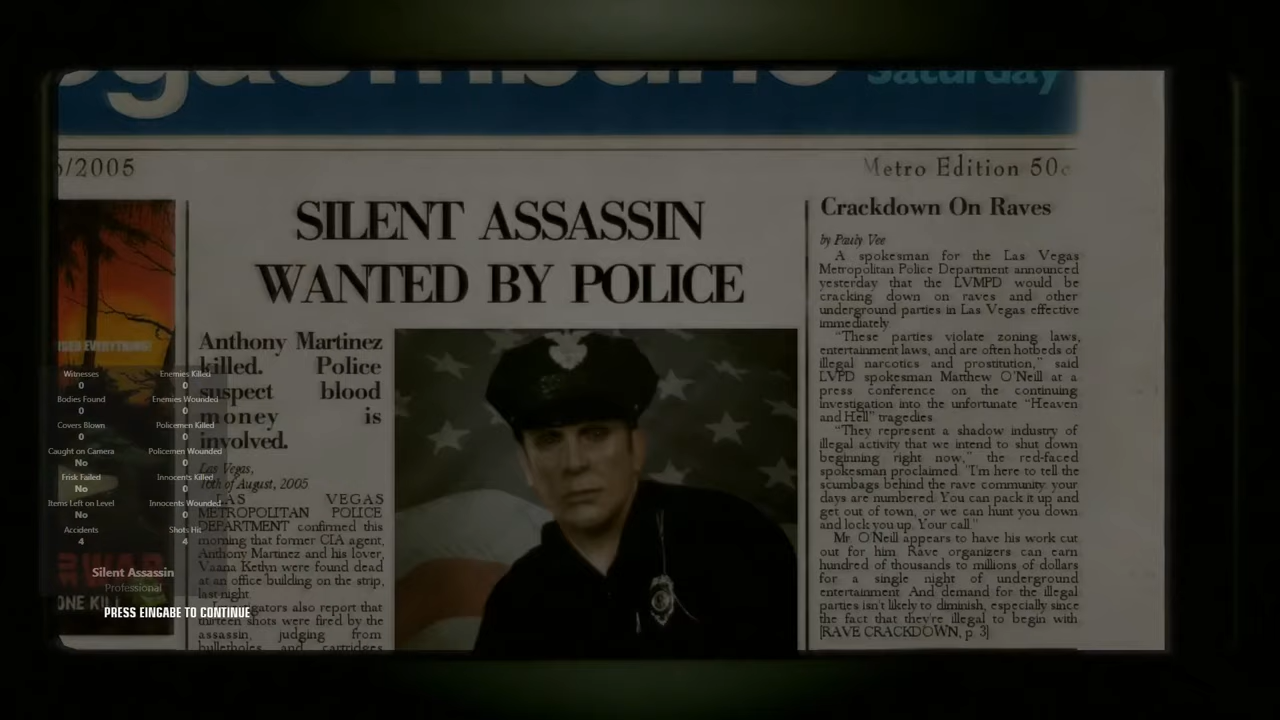 Saturday
5/2005
Metro Edition 50c
SILENT ASSASSIN
WANTED BY POLICE
Anthony Martinez
killed. Police
suspect blood
money is
involved.
Las Vegas,
of August, 2005
LAS VEGAS
METROPOLITAN POLICE
DEPARTMENT confirmed this
morning that former CIA agent,
Anthony Martinez and his lover,
Vaana Ketlyn were found dead
at an office building on the strip,
last night.
also report that
thirteen shots were fired by the
assassin, judging from
bulletholes and cartridges
Crackdown On Raves
by Pauly Vee
A spokesman for the Las Vegas
Metropolitan Police Department announced
yesterday that the LVMPD would be
cracking down on raves and other
underground parties in Las Vegas effective
immediately.
"These parties violate zoning laws,
entertainment laws, and are often hotbeds of
illegal narcotics and prostitution," said
LVPD spokesman Matthew O'Neill at a
press conference on the continuing
investigation into the unfortunate "Heaven
and Hell" tragedies.
"They represent a shadow industry of
illegal activity that we intend to shut down
beginning right now," the red-faced
spokesman proclaimed. "I'm here to tell the
scumbags behind the rave community: your
days are numbered. You can pack it up and
get out of town, or we can hunt you down
and lock you up. Your call."
Mr. O'Neill appears to have his work cut
out for him. Rave organizers can earn
hundred of thousands to millions of dollars
for a single night of underground
entertainment. And demand for the illegal
parties isn't likely to diminish, especially since
the fact that they're illegal to begin with
[RAVE CRACKDOWN, p. 3]
EVERYTHING!
Witnesses
0
Enemies Killed
0
Bodies Found
0
Enemies Wounded
0
Covers Blown
0
Policemen Killed
0
Caught on Camera
No
Policemen Wounded
0
Frisk Failed
No
Innocents Killed
0
Items Left on Level
No
Innocents Wounded
0
Accidents
4
Shots Hit
4
ONE KILL
Silent Assassin
Professional
PRESS EINGABE TO CONTINUE